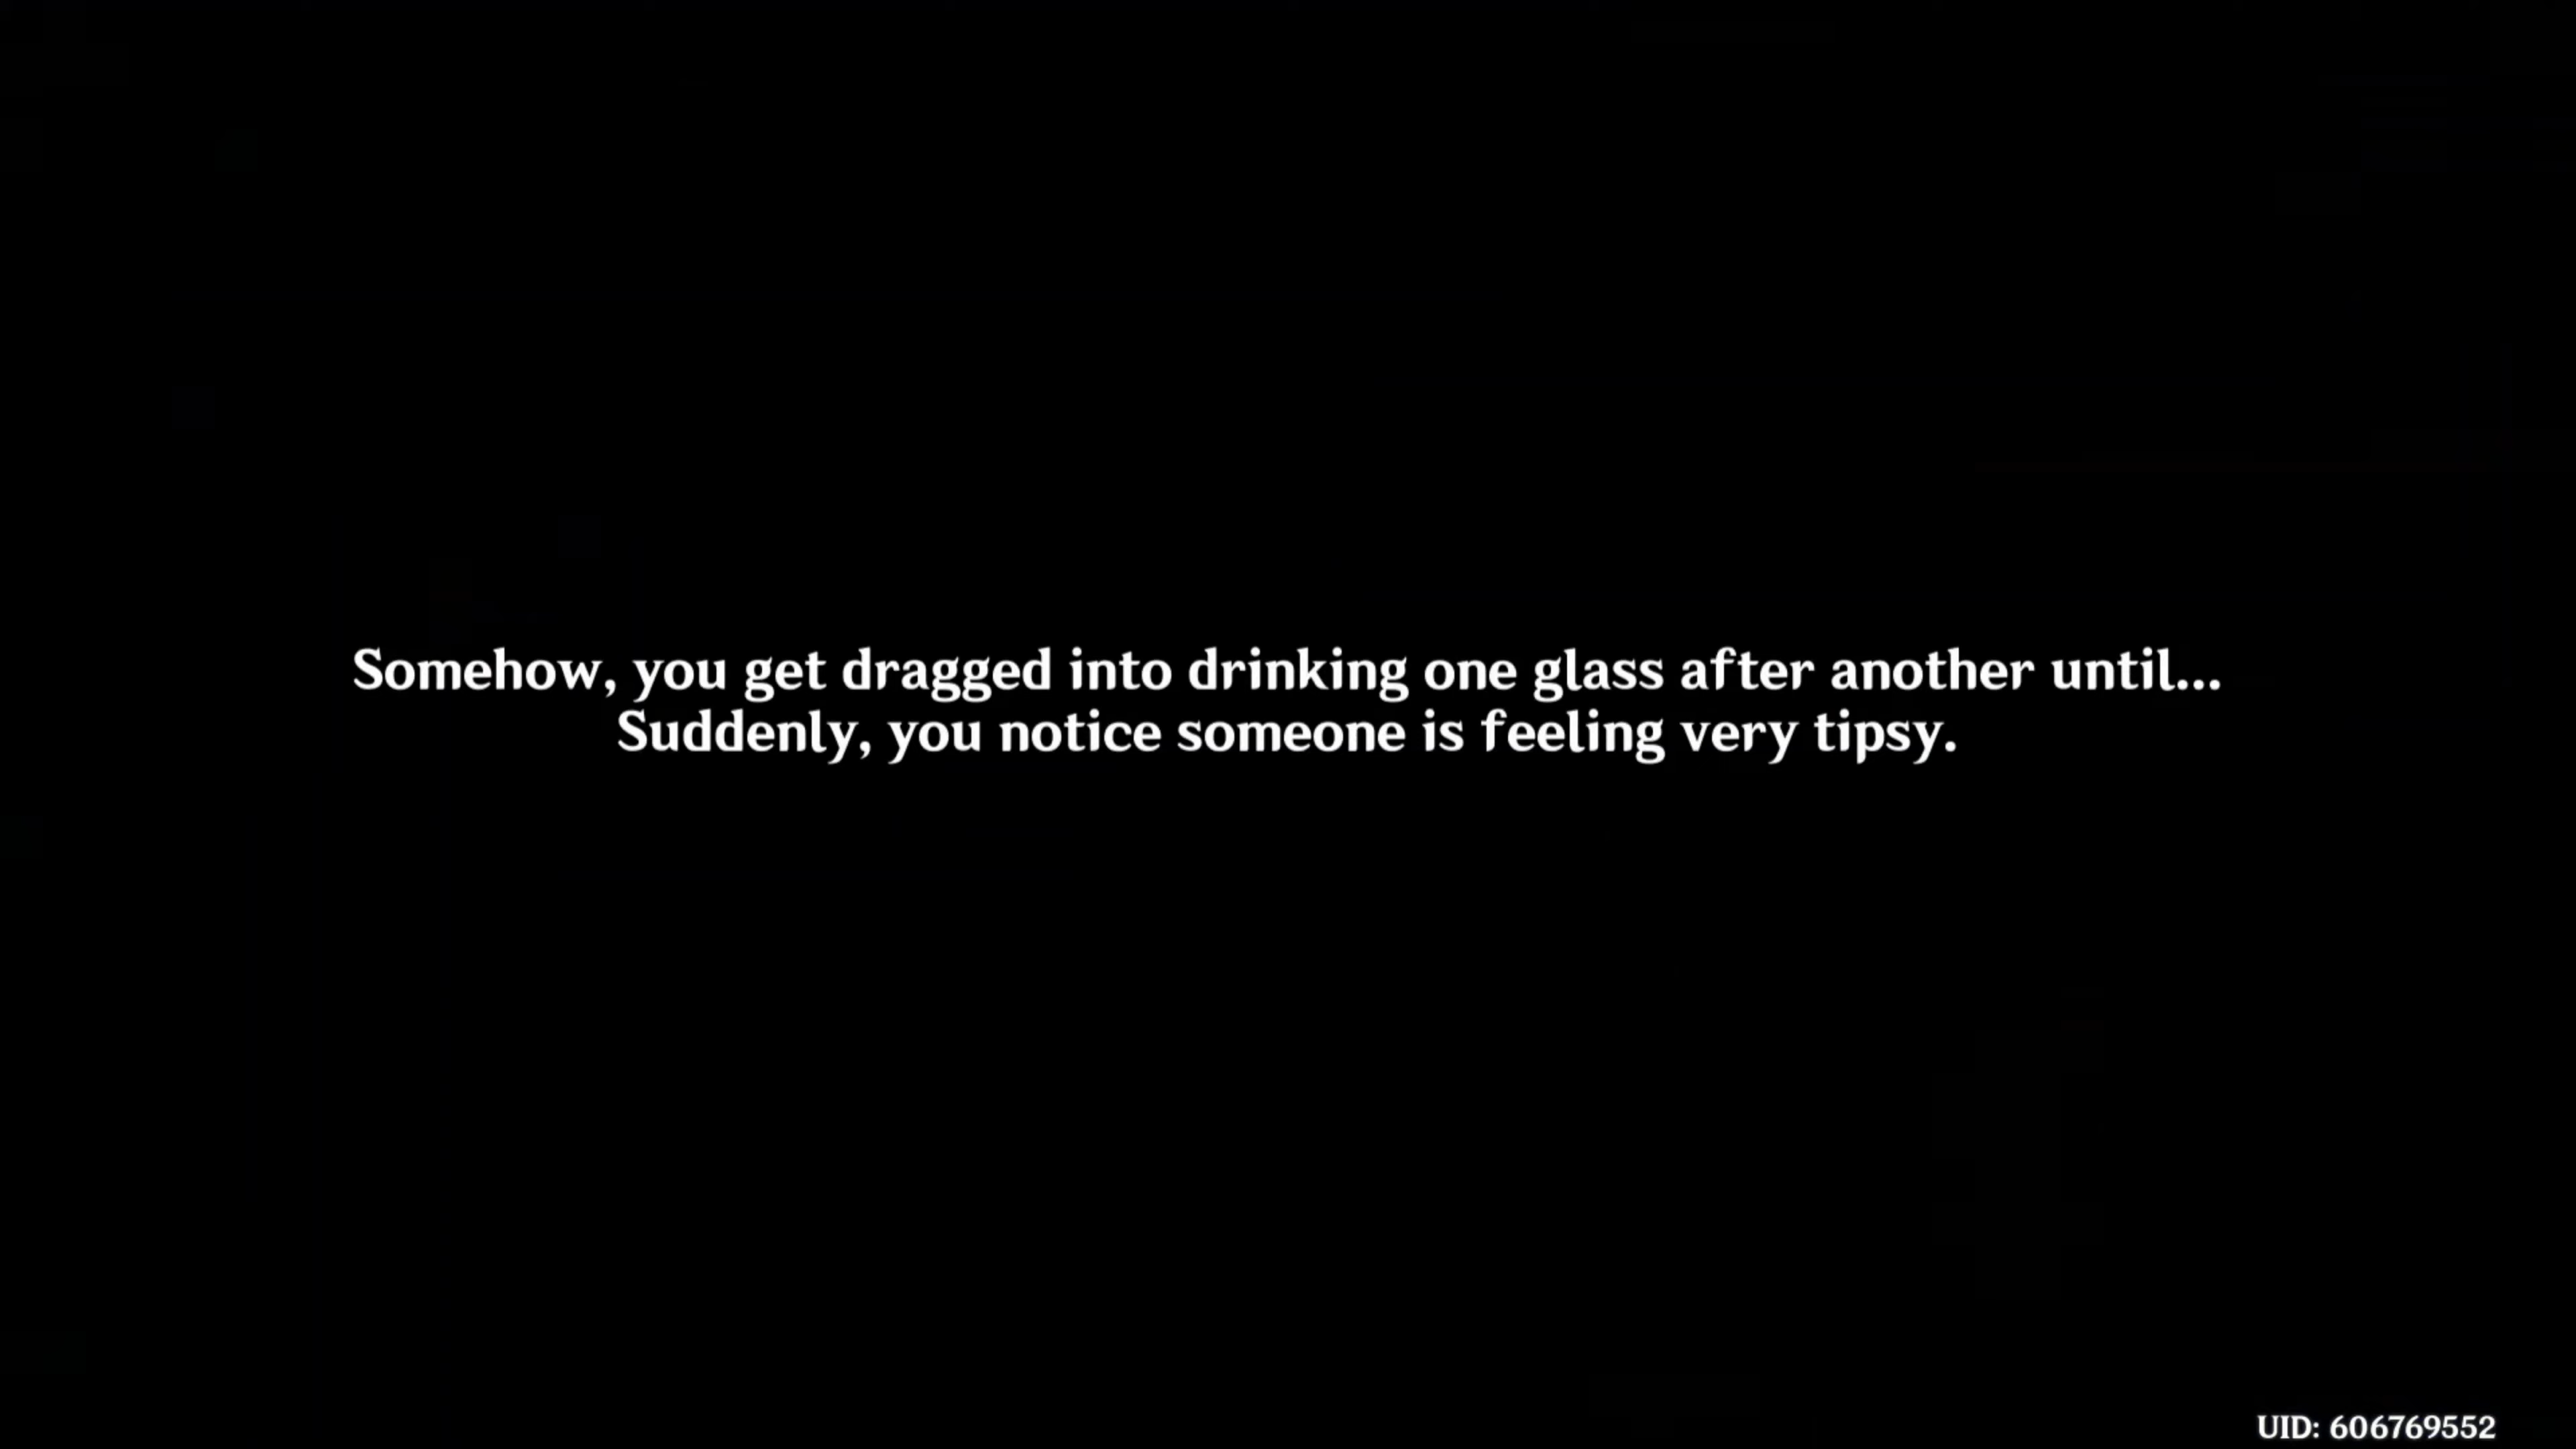 Somehow, you get dragged into drinking one glass after another until...
Suddenly, you notice someone is feeling very tipsy.
UID: 606769552